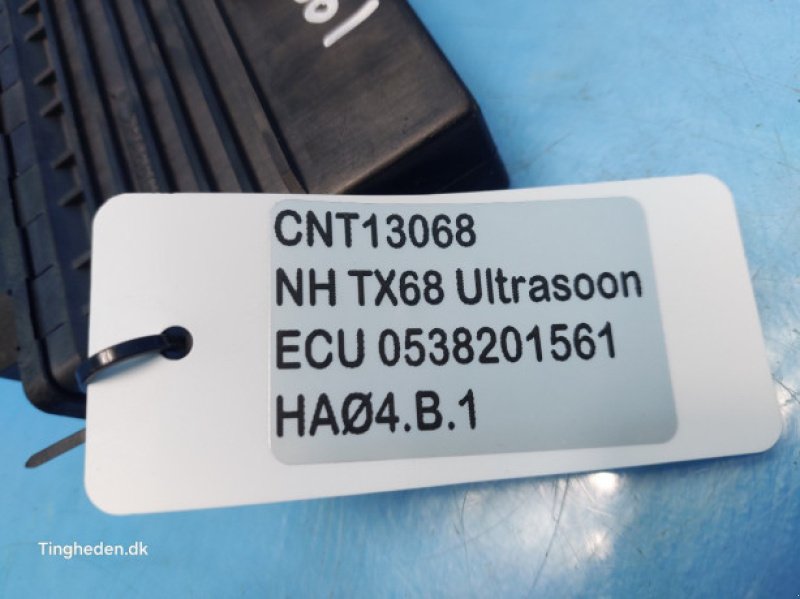 CNT13068
NH TX68 Ultrasoon
ECU 0538201561
HAØ4.B.1
Tingheden.dk